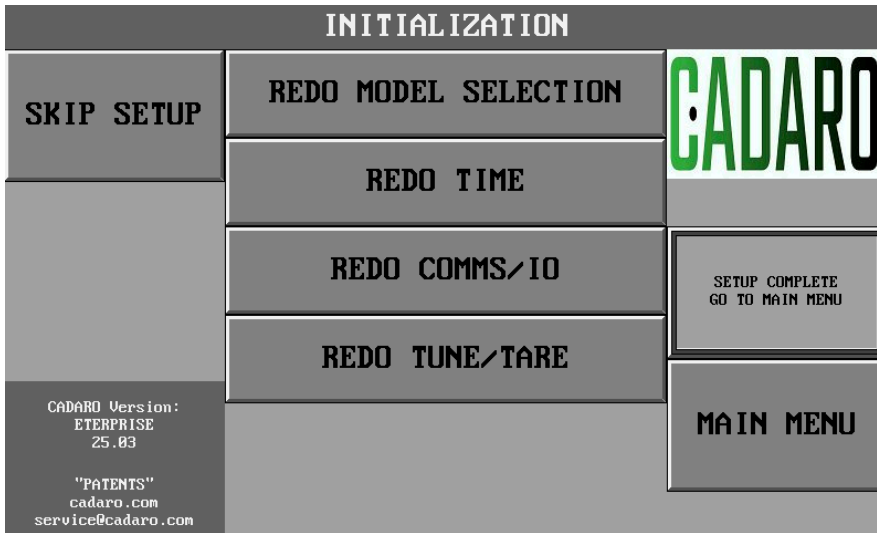 INITIALIZATION
SKIP SETUP
REDO MODEL SELECTION
CADARO
REDO TIME
REDO COMMS/IO
SETUP COMPLETE
GO TO MAIN MENU
REDO TUNE/TARE
MAIN MENU
CADARO Version:
ETERPRISE
25.03
"PATENTS"
cadaro.com
service@cadaro.com